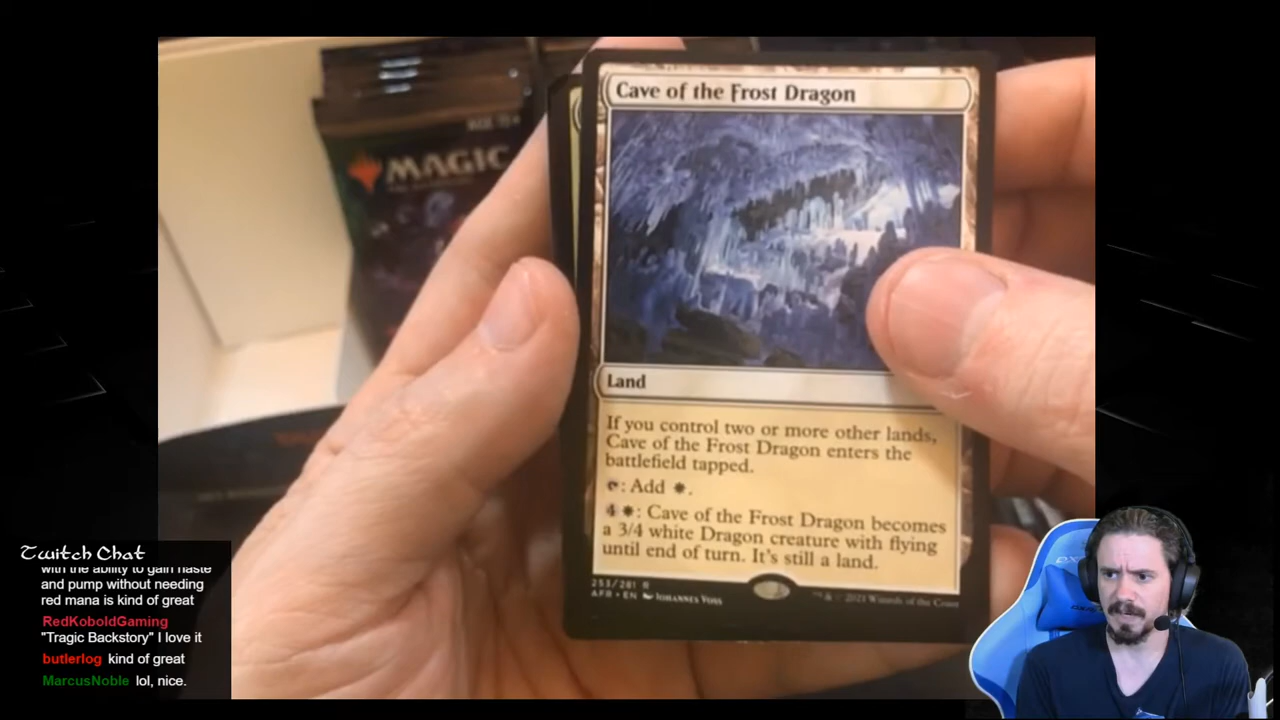 Cave of the Frost Dragon
MAGIC
Land
If you control two or more other lands,
Cave of the Frost Dragon enters the
battlefield tapped.
: Add .
4 : Cave of the Frost Dragon becomes
a 3/4 white Dragon creature with flying
until end of turn. It's still a land.
253/281 R
AFR • EN JOHANNES VOSS
™ & © 2021 Wizards of the Coast
Twitch Chat
with the ability to gain haste
and pump without needing
red mana is kind of great
RedKoboldGaming
"Tragic Backstory" I love it
butlerlog kind of great
MarcusNoble lol, nice.